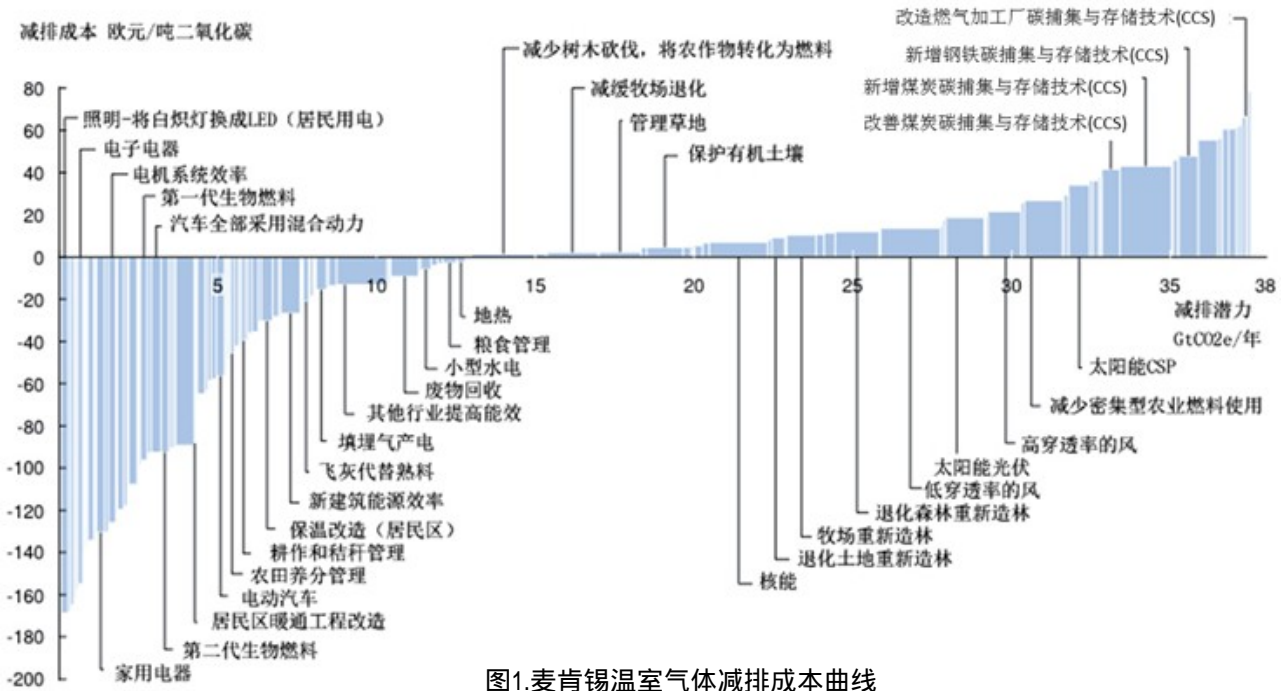 减排成本 欧元/吨二氧化碳
改造燃气加工厂碳捕集与存储技术(CCS)
减少树木砍伐，将农作物转化为燃料
新增钢铁碳捕集与存储技术(CCS)
减缓牧场退化
新增煤炭碳捕集与存储技术(CCS)
80
照明-将白炽灯换成LED（居民用电）
管理草地
改善煤炭碳捕集与存储技术(CCS)
60
电子电器
保护有机土壤
电机系统效率
40
第一代生物燃料
20
汽车全部采用混合动力
0
5 10 15 20 25 30 35 38
-20
减排潜力
地热
GtCO2e/年
-40
粮食管理
小型水电
太阳能CSP
-60
废物回收
减少密集型农业燃料使用
其他行业提高能效
-80
填埋气产电
高穿透率的风
-100
飞灰代替熟料
太阳能光伏
低穿透率的风
新建筑能源效率
-120
退化森林重新造林
保温改造（居民区）
牧场重新造林
-140
耕作和秸秆管理
退化土地重新造林
农田养分管理
核能
-160
电动汽车
居民区暖通工程改造
-180
第二代生物燃料
家用电器
-200
图1.麦肯锡温室气体减排成本曲线